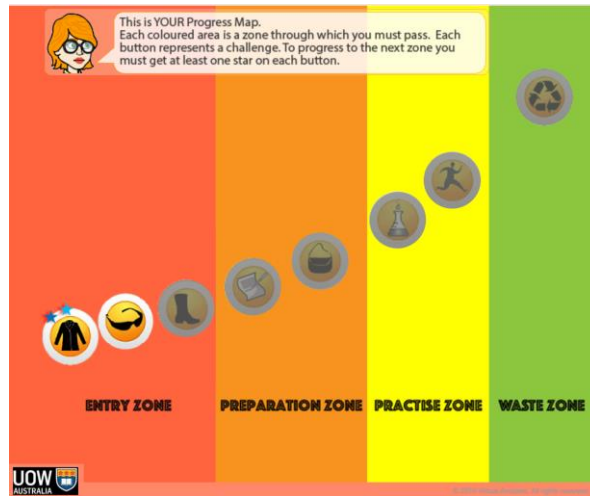 This is YOUR Progress Map.
Each coloured area is a zone through which you must pass. Each
button represents a challenge. To progress to the next zone you
must get at least one star on each button.
ENTRY ZONE
PREPARATION ZONE
PRACTISE ZONE
WASTE ZONE
UOW
AUSTRALIA